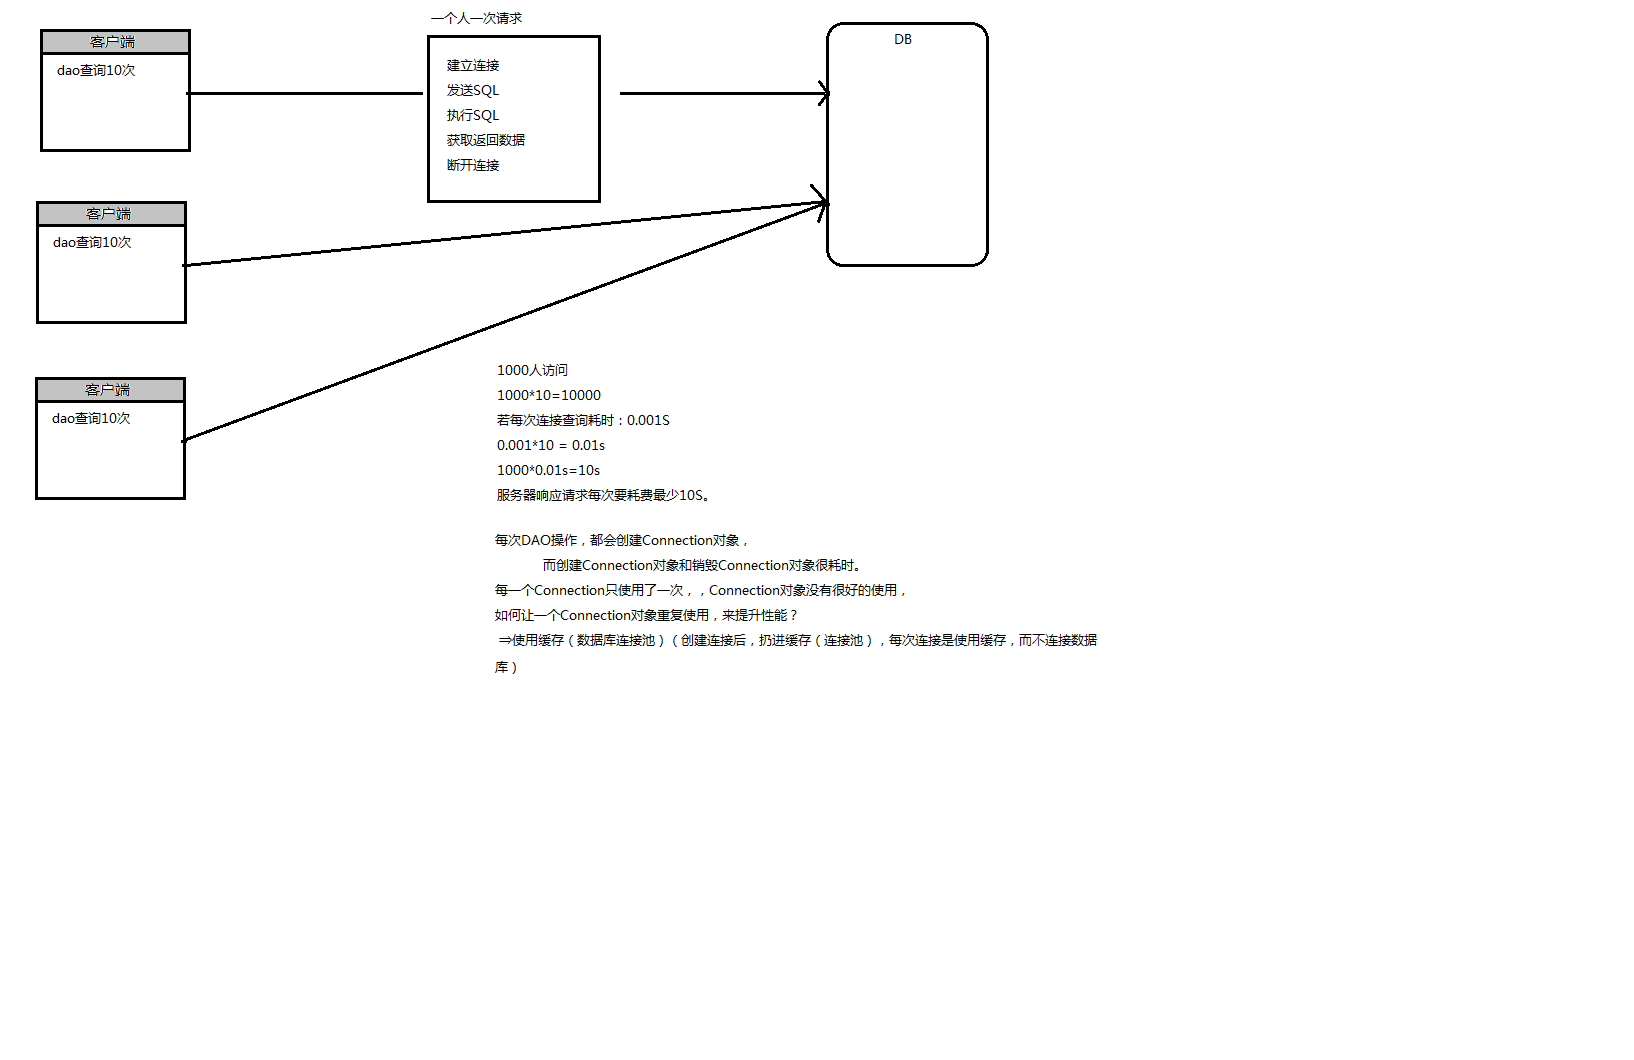 一个人一次请求
客户端
dao查询10次
建立连接
发送SQL
执行SQL
获取返回数据
断开连接
DB
客户端
dao查询10次
客户端
dao查询10次
1000人访问
1000*10=10000
若每次连接查询耗时：0.001S
0.001*10 = 0.01s
1000*0.01s=10s
服务器响应请求每次要耗费最少10S。
每次DAO操作，都会创建Connection对象，
而创建Connection对象和销毁Connection对象很耗时。
每一个Connection只使用了一次，，Connection对象没有很好的使用，
如何让一个Connection对象重复使用，来提升性能？
⇒使用缓存（数据库连接池）（创建连接后，扔进缓存（连接池），每次连接是使用缓存，而不连接数据
库）